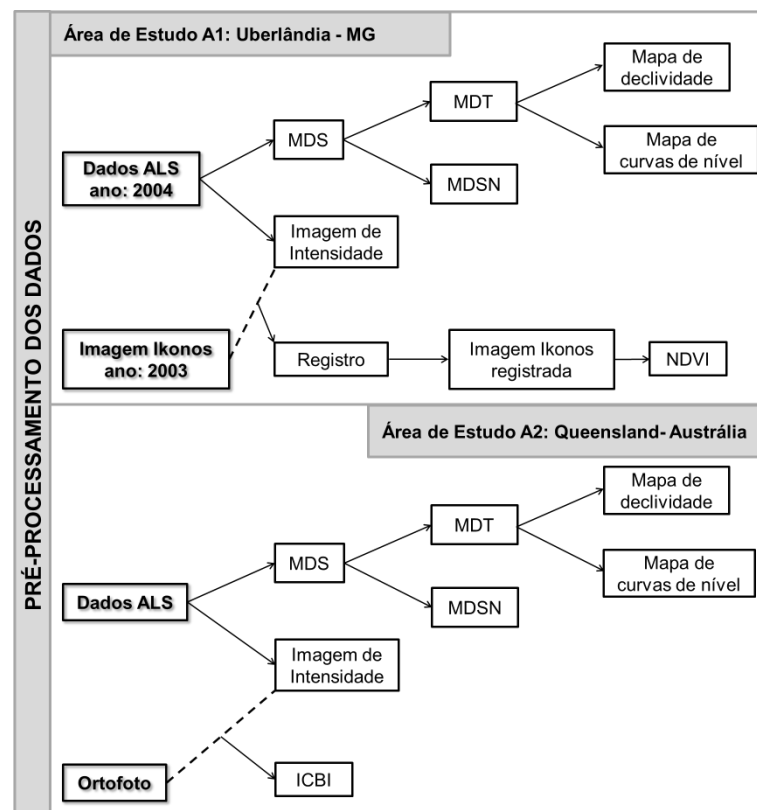 PRÉ-PROCESSAMENTO DOS DADOS
Área de Estudo A1: Uberlândia - MG
Mapa de
declividade
MDT
MDS
Mapa de
curvas de nível
Dados ALS
ano: 2004
MDSN
Imagem de
Intensidade
Imagem Ikonos
ano: 2003
Registro
Imagem Ikonos
registrada
NDVI
Área de Estudo A2: Queensland- Austrália
Mapa de
declividade
MDT
MDS
Mapa de
curvas de nível
Dados ALS
MDSN
Imagem de
Intensidade
Ortofoto
ICBI